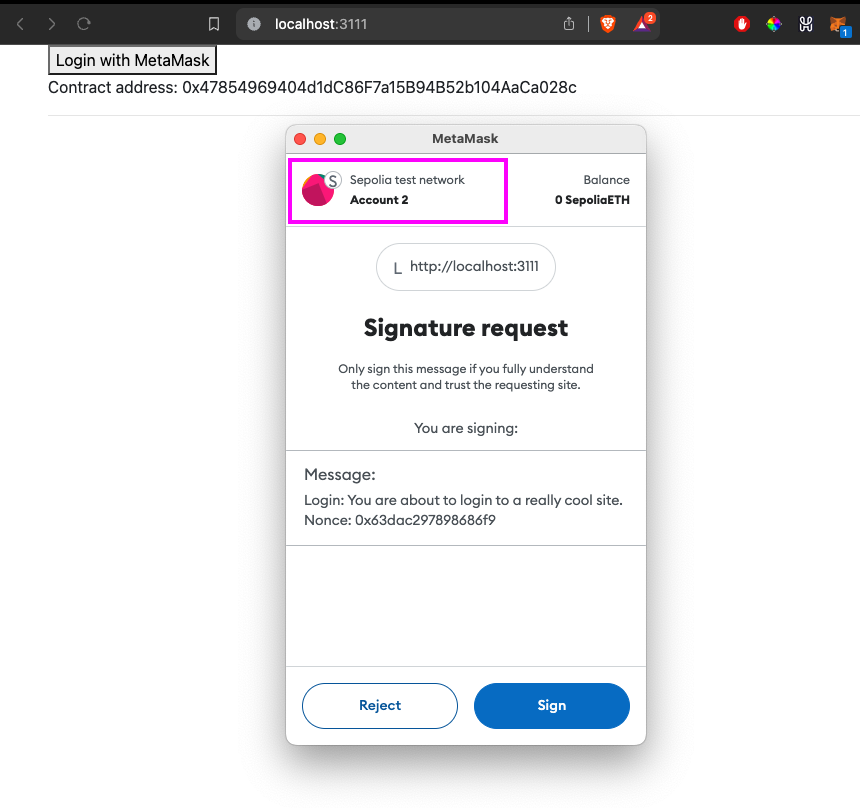 localhost:3111
2
1
Login with MetaMask
Contract address: 0x47854969404d1dC86F7a15B94B52b104AaCa028c
MetaMask
S
Sepolia test network
Account 2
Balance
0 SepoliaETH
L http://localhost:3111
Signature request
Only sign this message if you fully understand
the content and trust the requesting site.
You are signing:
Message:
Login: You are about to login to a really cool site.
Nonce: 0x63dac297898686f9
Reject
Sign